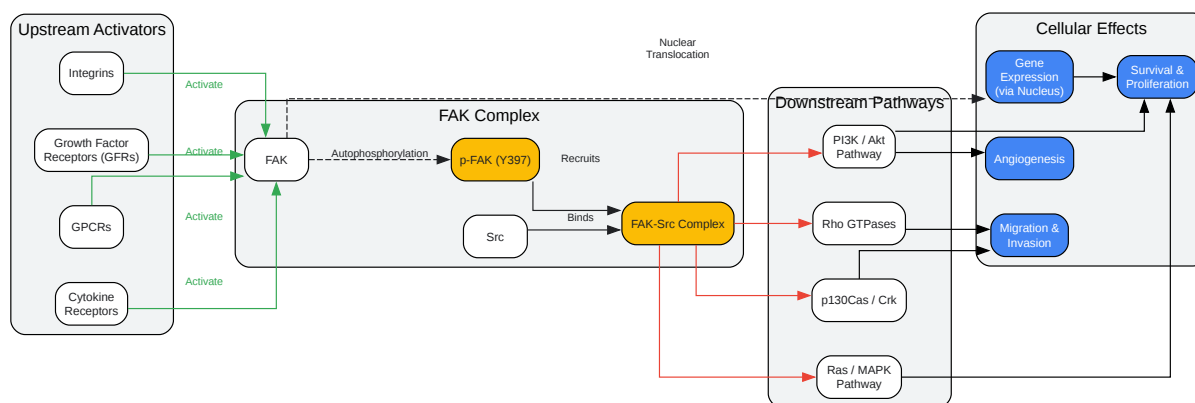 Upstream Activators
Integrins
Activate
Growth Factor
Receptors (GFRs)
Activate
GPCRs
Activate
Cytokine
Receptors
Activate
FAK Complex
FAK
Autophosphorylation
p-FAK (Y397)
Recruits
Src
Binds
FAK-Src Complex
Nuclear
Translocation
Downstream Pathways
PI3K / Akt
Pathway
Rho GTPases
p130Cas / Crk
Ras / MAPK
Pathway
Cellular Effects
Gene
Expression
(via Nucleus)
Survival &
Proliferation
Angiogenesis
Migration &
Invasion